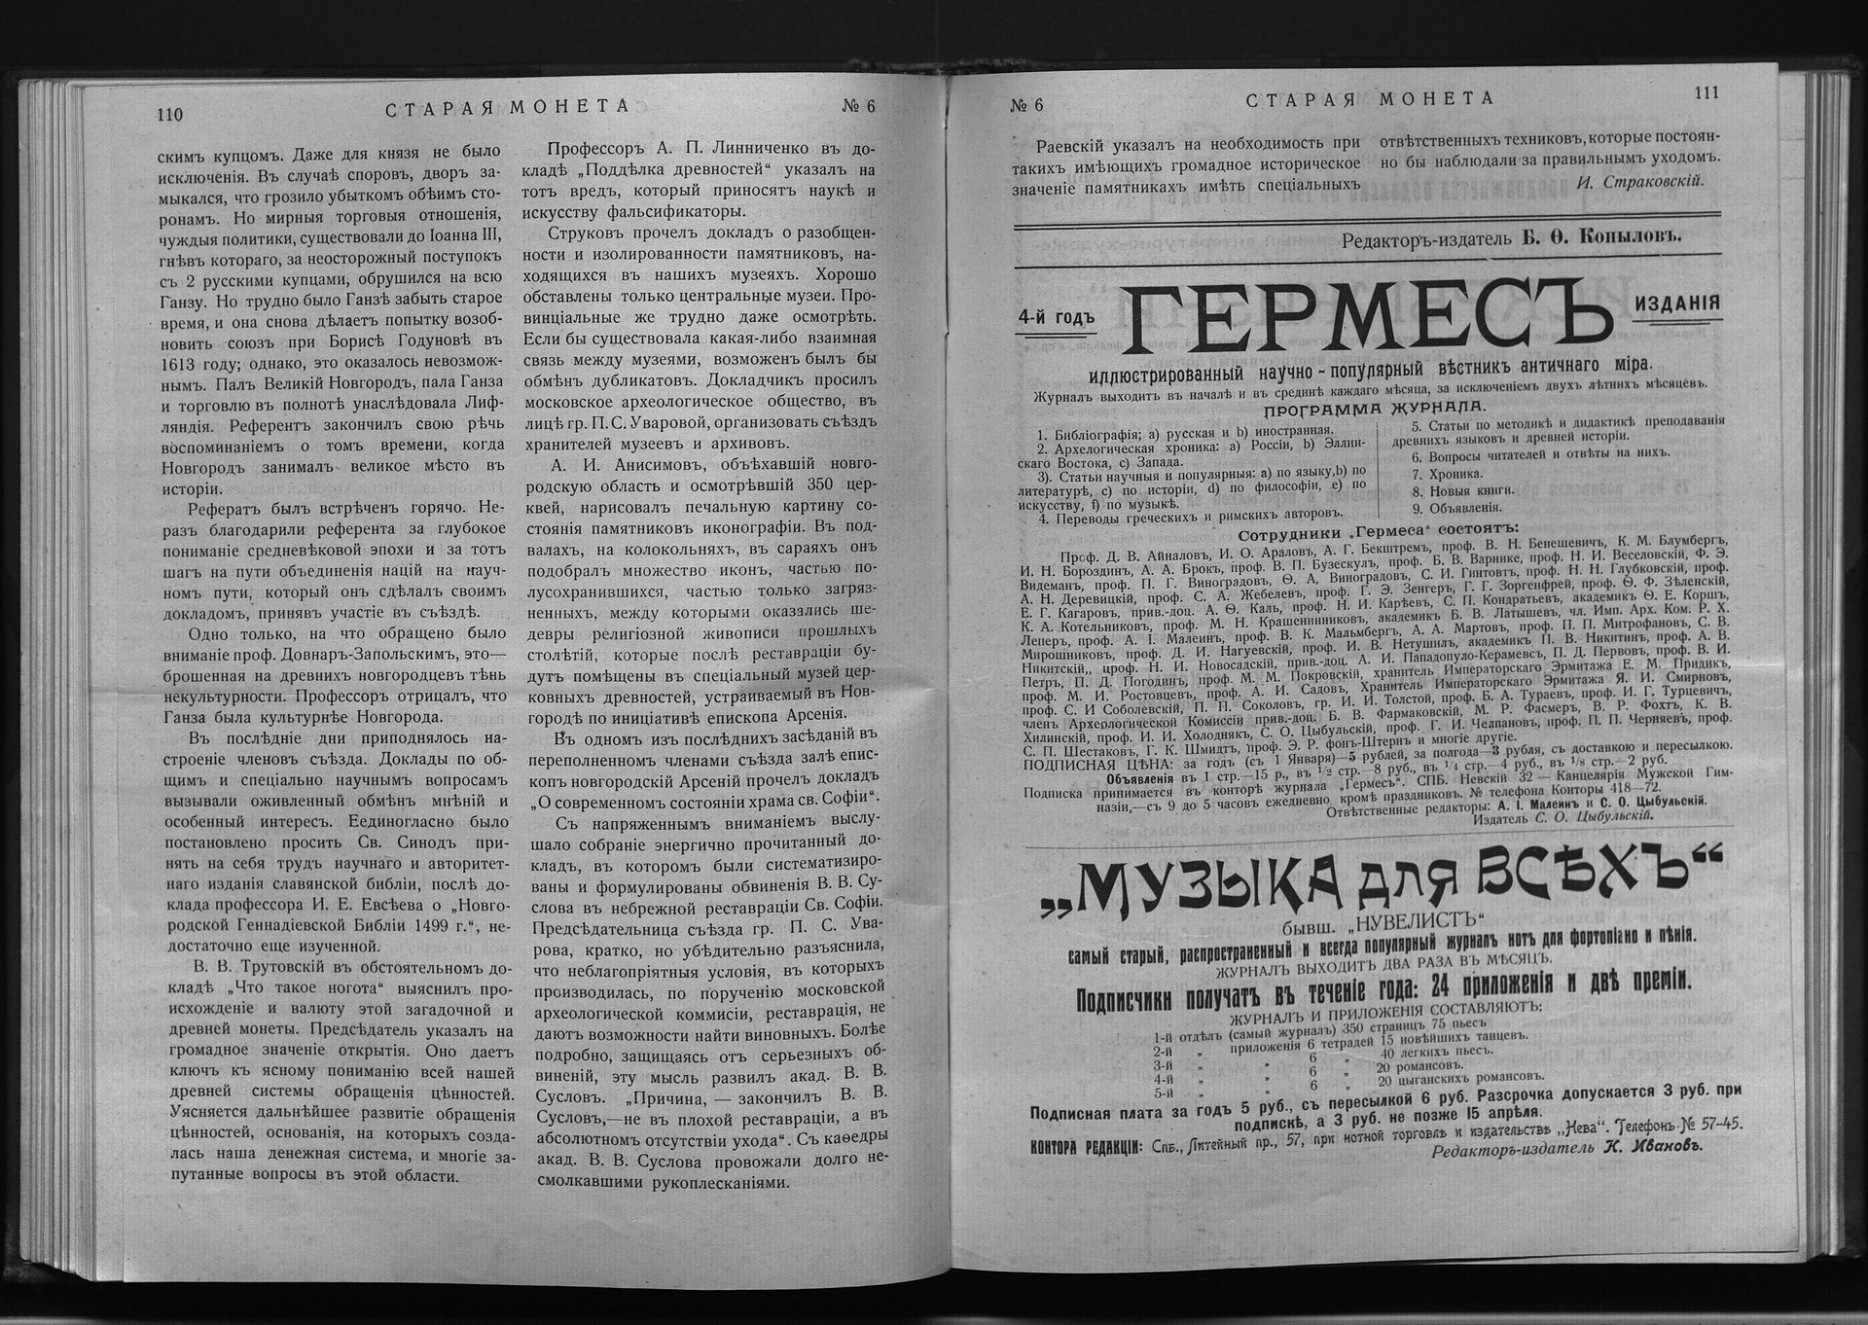 110
СТАРАЯ МОНЕТА
№ 6
скимъ купцомъ. Даже для князя не было
исключенія. Въ случаѣ споровъ, дворъ за-
мыкался, что грозило убыткомъ обѣимъ сто-
ронамъ. Но мирныя торговыя отношенія,
чуждыя политики, существовали до Іоанна III,
гнѣвъ котораго, за неосторожный поступокъ
съ 2 русскими купцами, обрушился на всю
Ганзу. Но трудно было Ганзѣ забыть старое
время, и она снова дѣлаетъ попытку возоб-
новить союзъ при Борисѣ Годуновѣ въ
1613 году; однако, это оказалось невозмож-
нымъ. Палъ Великій Новгородъ, пала Ганза
и торговлю въ полнотѣ унаслѣдовала Лиф-
ляндія. Референтъ закончилъ свою рѣчь
воспоминаніемъ о томъ времени, когда
Новгородъ занималъ великое мѣсто въ
исторіи.
Рефератъ былъ встрѣченъ горячо. Не-
разъ благодарили референта за глубокое
пониманіе средневѣковой эпохи и за тотъ
шагъ на пути объединенія націй на науч-
номъ пути, который онъ сдѣлалъ своимъ
докладомъ, принявъ участіе въ съѣздѣ.
Одно только, на что обращено было
вниманіе проф. Довнаръ-Запольскимъ, это—
брошенная на древнихъ новгородцевъ тѣнь
некультурности. Профессоръ отрицалъ, что
Ганза была культурнѣе Новгорода.
Въ послѣдніе дни приподнялось на-
строеніе членовъ съѣзда. Доклады по об-
щимъ и спеціально научнымъ вопросамъ
вызывали оживленный обмѣнъ мнѣній и
особенный интересъ. Еединогласно было
постановлено просить Св. Синодъ при-
нять на себя трудъ научнаго и авторитет-
наго изданія славянской библіи, послѣ до-
клада профессора И. Е. Евсѣева о „Новго-
родской Геннадіевской Библіи 1499 г.“, не-
достаточно еще изученной.
В. В. Трутовскій въ обстоятельномъ до-
кладѣ „Что такое ногота“ выяснилъ про-
исхожденіе и валюту этой загадочной и
древней монеты. Предсѣдатель указалъ на
громадное значеніе открытія. Оно даетъ
ключъ къ ясному пониманію всей нашей
древней системы обращенія цѣнностей.
Уясняется дальнѣйшее развитіе обращенія
цѣнностей, основанія, на которыхъ созда-
лась наша денежная система, и многіе за-
путанные вопросы въ этой области.
Профессоръ А. П. Линниченко въ до-
кладѣ „Поддѣлка древностей“ указалъ на
тотъ вредъ, который приносятъ наукѣ и
искусству фальсификаторы.
Струковъ прочелъ докладъ о разобщен-
ности и изолированности памятниковъ, на-
ходящихся въ нашихъ музеяхъ. Хорошо
обставлены только центральные музеи. Про-
винціальные же трудно даже осмотрѣть.
Если бы существовала какая-либо взаимная
связь между музеями, возможенъ былъ бы
обмѣнъ дубликатовъ. Докладчикъ просилъ
московское археологическое общество, въ
лицѣ гр. П. С. Уваровой, организовать съѣздъ
хранителей музеевъ и архивовъ.
А. И. Анисимовъ, объѣхавшій новго-
родскую область и осмотрѣвшій 350 цер-
квей, нарисовалъ печальную картину со-
стоянія памятниковъ иконографіи. Въ под-
валахъ, на колокольняхъ, въ сараяхъ онъ
подобралъ множество иконъ, частью по-
лусохранившихся, частью только загряз-
ненныхъ, между которыми оказались ше-
девры религіозной живописи прошлыхъ
столѣтій, которые послѣ реставраціи бу-
дутъ помѣщены въ спеціальный музей цер-
ковныхъ древностей, устраиваемый въ Нов-
городѣ по иниціативѣ епископа Арсенія.
Въ одномъ изъ послѣднихъ засѣданій въ
переполненномъ членами съѣзда залѣ епис-
копъ новгородскій Арсеній прочелъ докладъ
„О современномъ состояніи храма св. Софіи“.
Съ напряженнымъ вниманіемъ выслу-
шало собраніе энергично прочитанный до-
кладъ, въ которомъ были систематизиро-
ваны и формулированы обвиненія В. В. Су-
слова въ небрежной реставраціи Св. Софіи.
Предсѣдательница съѣзда гр. П. С. Ува-
рова, кратко, но убѣдительно разъяснила,
что неблагопріятныя условія, въ которыхъ
производилась, по порученію московской
археологической коммисіи, реставрація, не
даютъ возможности найти виновныхъ. Болѣе
подробно, защищаясь отъ серьезныхъ об-
виненій, эту мысль развилъ акад. В. В.
Сусловъ. „Причина, — закончилъ В. В.
Сусловъ,—не въ плохой реставраціи, а въ
абсолютномъ отсутствіи ухода“. Съ каѳедры
акад. В. В. Суслова провожали долго не-
смолкавшими рукоплесканіями.
№ 6
СТАРАЯ МОНЕТА
111
Раевскій указалъ на необходимость при
такихъ имѣющихъ громадное историческое
значеніе памятникахъ имѣть спеціальныхъ
отвѣтственныхъ техниковъ, которые постоян-
но бы наблюдали за правильнымъ уходомъ.
И. Страковскій.
Редакторъ-издатель Б. Ѳ. Копыловъ.
4-й годъ ГЕРМЕСЪ ИЗДАНІЯ
иллюстрированный научно-популярный вѣстник античнаго міра.
Журналъ выходитъ въ началѣ и въ срединѣ каждаго мѣсяца, за исключеніемъ двухъ лѣтнихъ мѣсяцевъ.
ПРОГРАММА ЖУРНАЛА.
1. Библіографія; a) русская и b) иностранная.
2. Архелогическая хроника: a) Россіи, b) Эллин-
скаго Востока, c) Запада.
3). Статьи научныя и популярныя: a) по языку, b) по
литературѣ, c) по исторіи, d) по философіи, e) по
искусству, f) по музыкѣ.
4. Переводы греческихъ и римскихъ авторовъ.
5. Статьи по методикѣ и дидактикѣ преподаванія
древнихъ языковъ и древней исторіи.
6. Вопросы читателей и отвѣты на нихъ.
7. Хроника.
8. Новыя книги.
9. Объявленія.
Сотрудники „Гермеса“ состоятъ:
Проф. Д. В. Айналовъ, И. О. Араловъ, А. Г. Бекштремъ, проф. В. Н. Бенешевичъ, К. М. Блумбергъ,
И. Н. Бороздинъ, А. А. Брокъ, проф. В. П. Бузескулъ, проф. Б. В. Варнике, проф. Н. И. Веселовскій, Ф. Э.
Видеманъ, проф. П. Г. Виноградовъ, Ѳ. А. Виноградовъ, С. И. Гинтовтъ, проф. Н. Н. Глубковскій, проф.
А. Н. Деревицкій, проф. С. А. Жебелевъ, проф. Г. Э. Зенгеръ, Г. Г. Зоргенфрей, проф. Ѳ. Ф. Зѣленскій,
Е. Г. Кагаровъ, прив.-доц. А. Ѳ. Каль, проф. Н. И. Карѣевъ, С. П. Кондратьевъ, академикъ Ѳ. Е. Коршъ,
К. А. Котельниковъ, проф. М. Н. Крашенинниковъ, академикъ Б. В. Латышевъ, чл. Имп. Арх. Ком. Р. Х.
Леперъ, проф. А. І. Малеинъ, проф. В. К. Мальмбергъ, А. А. Мартовъ, проф. П. П. Митрофановъ, С. В.
Мирошниковъ, проф. Д. И. Нагуевскій, проф. И. В. Нетушилъ, академикъ П. В. Никитинъ, проф. А. В.
Никитскій,, проф. Н. И. Новосадскій, прив.-доц. А. И. Пападопуло-Керамевсъ, П. Д. Первовъ, проф. В. И.
Петръ, П. Д. Погодинъ, проф. М. М. Покровскій, хранитель Императорскаго Эрмитажа Е. М. Придикъ,
проф. М. И. Ростовцевъ, проф. А. И. Садовъ, Хранитель Императорскаго Эрмитажа Я. И. Смирновъ,
проф. С. И Соболевскій, П. П. Соколовъ, гр. И. И. Толстой, проф. Б. А. Тураевъ, проф. И. Г. Турцевичъ,
членъ Археологической Комиссіи прив.-доц. Б. В. Фармаковскій, М. Р. Фасмеръ, В. Р. Фохтъ, К. В.
Хилинскій, проф. И. И. Холоднякъ, С. О. Цыбульскій, проф. Г. И. Челпановъ, проф. П. П. Черняевъ, проф.
С. П. Шестаковъ, Г. К. Шмидтъ, проф. Э. Р. фонъ-Штернъ и многіе другіе.
ПОДПИСНАЯ ЦѢНА: за годъ (съ 1 Января)—5 рублей, за полгода—3 рубля, съ доставкою и пересылкою.
Объявленія въ 1 стр.—15 р., въ 1/2 стр.—8 руб., въ 1/4 стр.—4 руб., въ 1/8 стр.—2 руб.
Подписка принимается въ конторѣ журнала „Гермесъ“. СПБ. Невскій 32 — Канцелярія Мужской Гим-
назіи,—съ 9 до 5 часовъ ежедневно, кромѣ праздниковъ. № телефона Конторы 418—72.
Отвѣтственные редакторы: А. І. Малеинъ и С. О. Цыбульскій.
Издатель С. О. Цыбульскій.
„МУЗЫКА для ВСѢХЪ“
бывш. „НУВЕЛИСТЪ“
самый старый, распространенный и всегда популярный журналъ нотъ для фортопіано и пѣнія.
ЖУРНАЛЪ ВЫХОДИТЪ ДВА РАЗА ВЪ МѢСЯЦЪ.
Подписчики получатъ въ теченіе года: 24 приложенія и двѣ преміи.
ЖУРНАЛЪ И ПРИЛОЖЕНІЯ СОСТАВЛЯЮТЪ:
1-й отдѣлъ (самый журналъ) 350 страницъ 75 пьесъ
2-й „ приложенія 6 тетрадей 15 новѣйшихъ танцевъ.
3-й „ „ 6 „ 40 легкихъ пьесъ.
4-й „ „ 6 „ 20 романсовъ.
5-й „ „ 6 „ 20 цыганскихъ романсовъ.
Подписная плата за годъ 5 руб., съ пересылкой 6 руб. Разсрочка допускается 3 руб. при
подпискѣ, а 3 руб. не позже 15 апрѣля.
КОНТОРА РЕДАКЦІИ: Спб., Литейный пр., 57, при нотной торговлѣ и издательствѣ „Нева“. Телефонъ № 57-45.
Редакторъ-издатель К. Ивановъ.